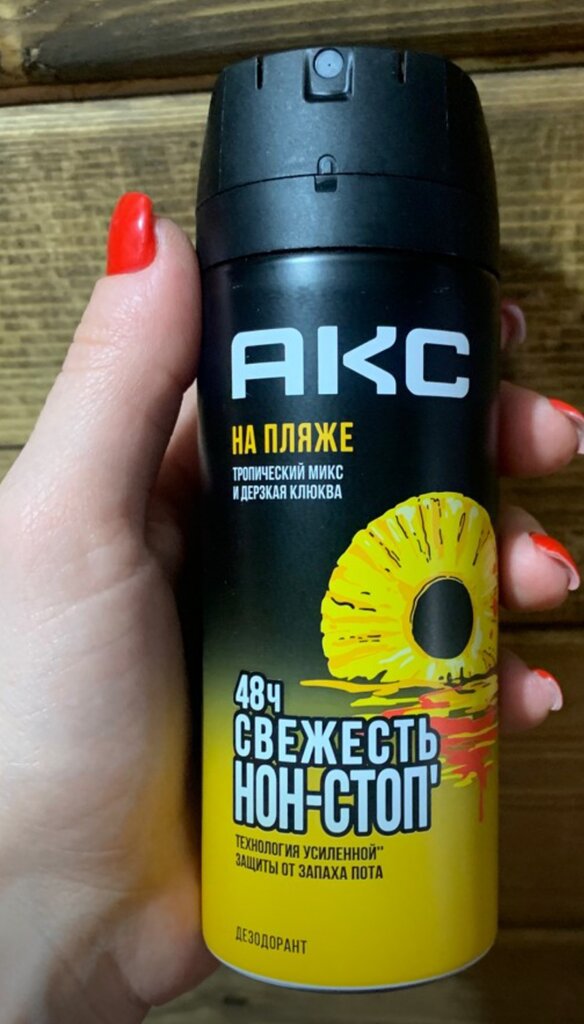 АКС
НА ПЛЯЖЕ
ТРОПИЧЕСКИЙ МИКС
И ДЕРЗКАЯ КЛЮКВА
48ч
СВЕЖЕСТЬ
НОН-СТОП'
ТЕХНОЛОГИЯ УСИЛЕННОЙ''
ЗАЩИТЫ ОТ ЗАПАХА ПОТА
ДЕЗОДОРАНТ